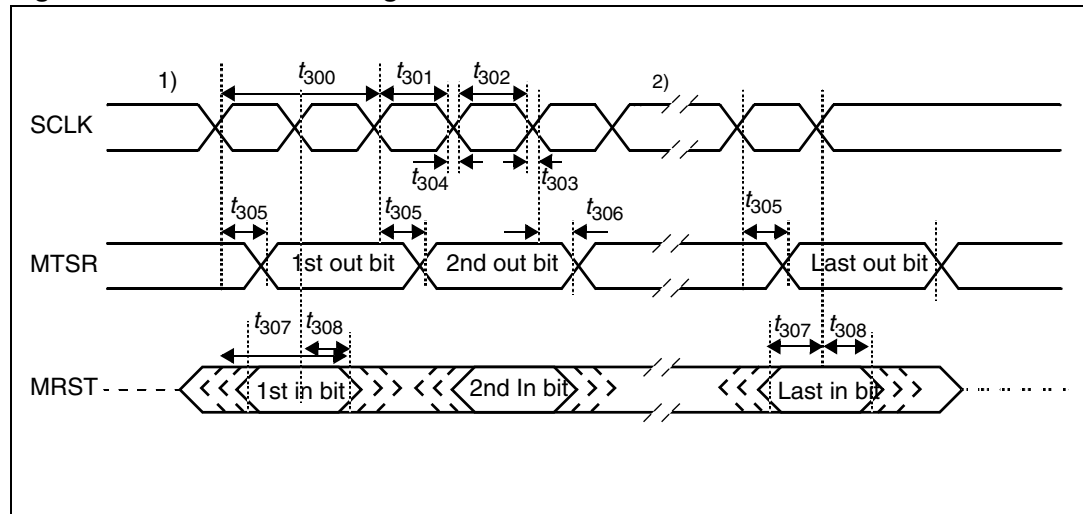 1)
t300
t301
t302
2)
SCLK
t304
t303
t305
t305
t306
t305
MTSR
1st out bit
2nd out bit
Last out bit
t307
t308
t307
t308
MRST
1st in bit
2nd In bit
Last in bit